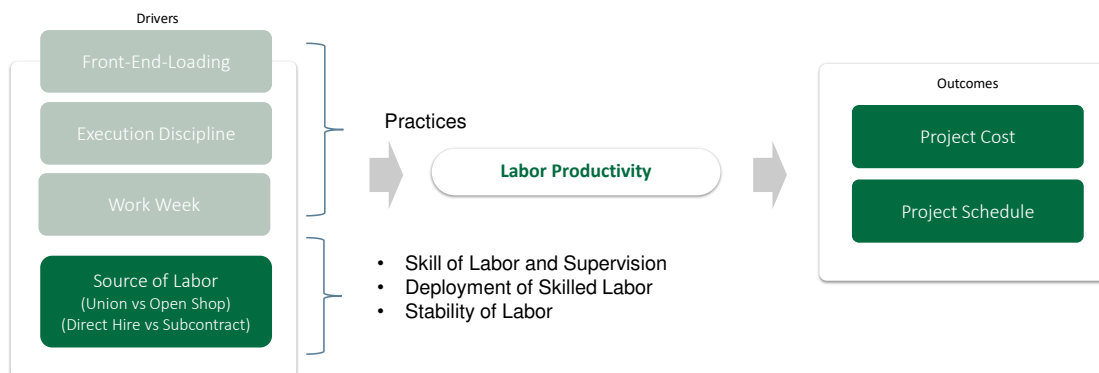 Drivers
Front-End-Loading
Execution Discipline
Work Week
Source of Labor
(Union vs Open Shop)
(Direct Hire vs Subcontract)
Practices
Labor Productivity
• Skill of Labor and Supervision
• Deployment of Skilled Labor
• Stability of Labor
Outcomes
Project Cost
Project Schedule